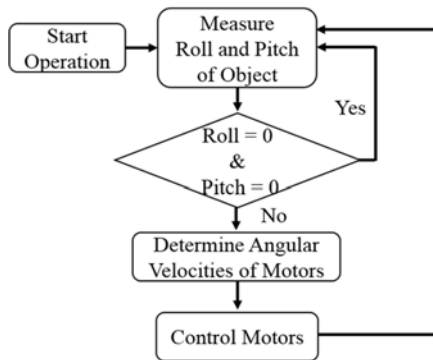 Start
Operation
Measure
Roll and Pitch
of Object
Yes
Roll = 0
&
Pitch = 0
No
Determine Angular
Velocities of Motors
Control Motors